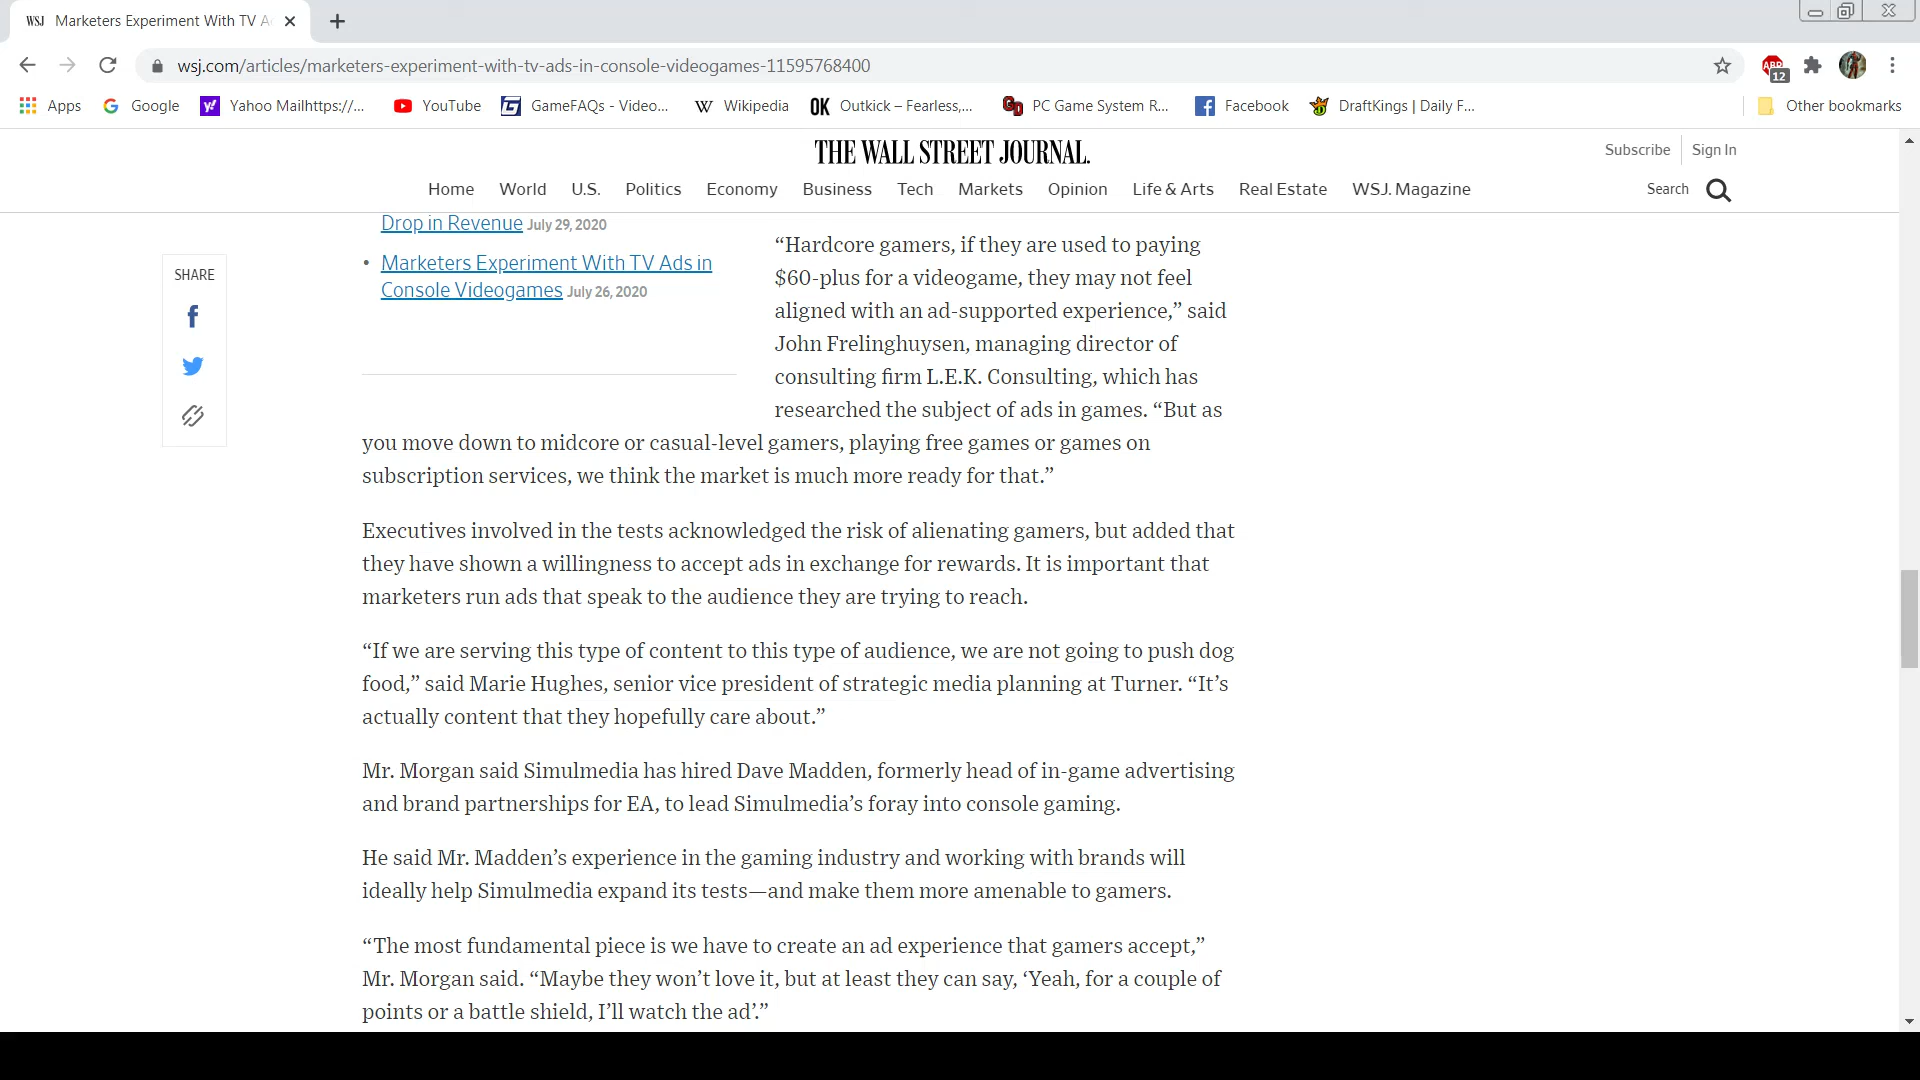 WSJ Marketers Experiment With TV A
wsj.com/articles/marketers-experiment-with-tv-ads-in-console-videogames-11595768400
ABP
12
Apps
Google
Yahoo Mailhttps://...
YouTube
GameFAQs - Video...
Wikipedia
Outkick – Fearless,...
PC Game System R...
Facebook
DraftKings | Daily F...
Other bookmarks
THE WALL STREET JOURNAL.
Subscribe
Sign In
Home World U.S. Politics Economy Business Tech Markets Opinion Life & Arts Real Estate WSJ. Magazine
Search
SHARE
Drop in Revenue July 29, 2020
• Marketers Experiment With TV Ads in
Console Videogames July 26, 2020
“Hardcore gamers, if they are used to paying
$60-plus for a videogame, they may not feel
aligned with an ad-supported experience,” said
John Frelinghuysen, managing director of
consulting firm L.E.K. Consulting, which has
researched the subject of ads in games. “But as
you move down to midcore or casual-level gamers, playing free games or games on
subscription services, we think the market is much more ready for that.”
Executives involved in the tests acknowledged the risk of alienating gamers, but added that
they have shown a willingness to accept ads in exchange for rewards. It is important that
marketers run ads that speak to the audience they are trying to reach.
“If we are serving this type of content to this type of audience, we are not going to push dog
food,” said Marie Hughes, senior vice president of strategic media planning at Turner. “It’s
actually content that they hopefully care about.”
Mr. Morgan said Simulmedia has hired Dave Madden, formerly head of in-game advertising
and brand partnerships for EA, to lead Simulmedia’s foray into console gaming.
He said Mr. Madden’s experience in the gaming industry and working with brands will
ideally help Simulmedia expand its tests—and make them more amenable to gamers.
“The most fundamental piece is we have to create an ad experience that gamers accept,”
Mr. Morgan said. “Maybe they won’t love it, but at least they can say, ‘Yeah, for a couple of
points or a battle shield, I’ll watch the ad’.”